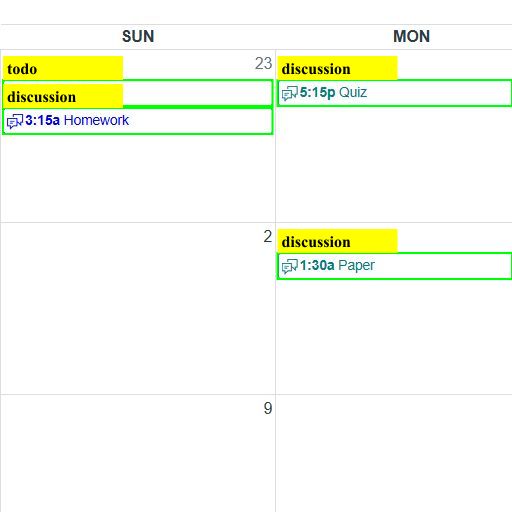 SUN
MON
todo
23
discussion
discussion
5:15p Quiz
3:15a Homework
2
discussion
1:30a Paper
9